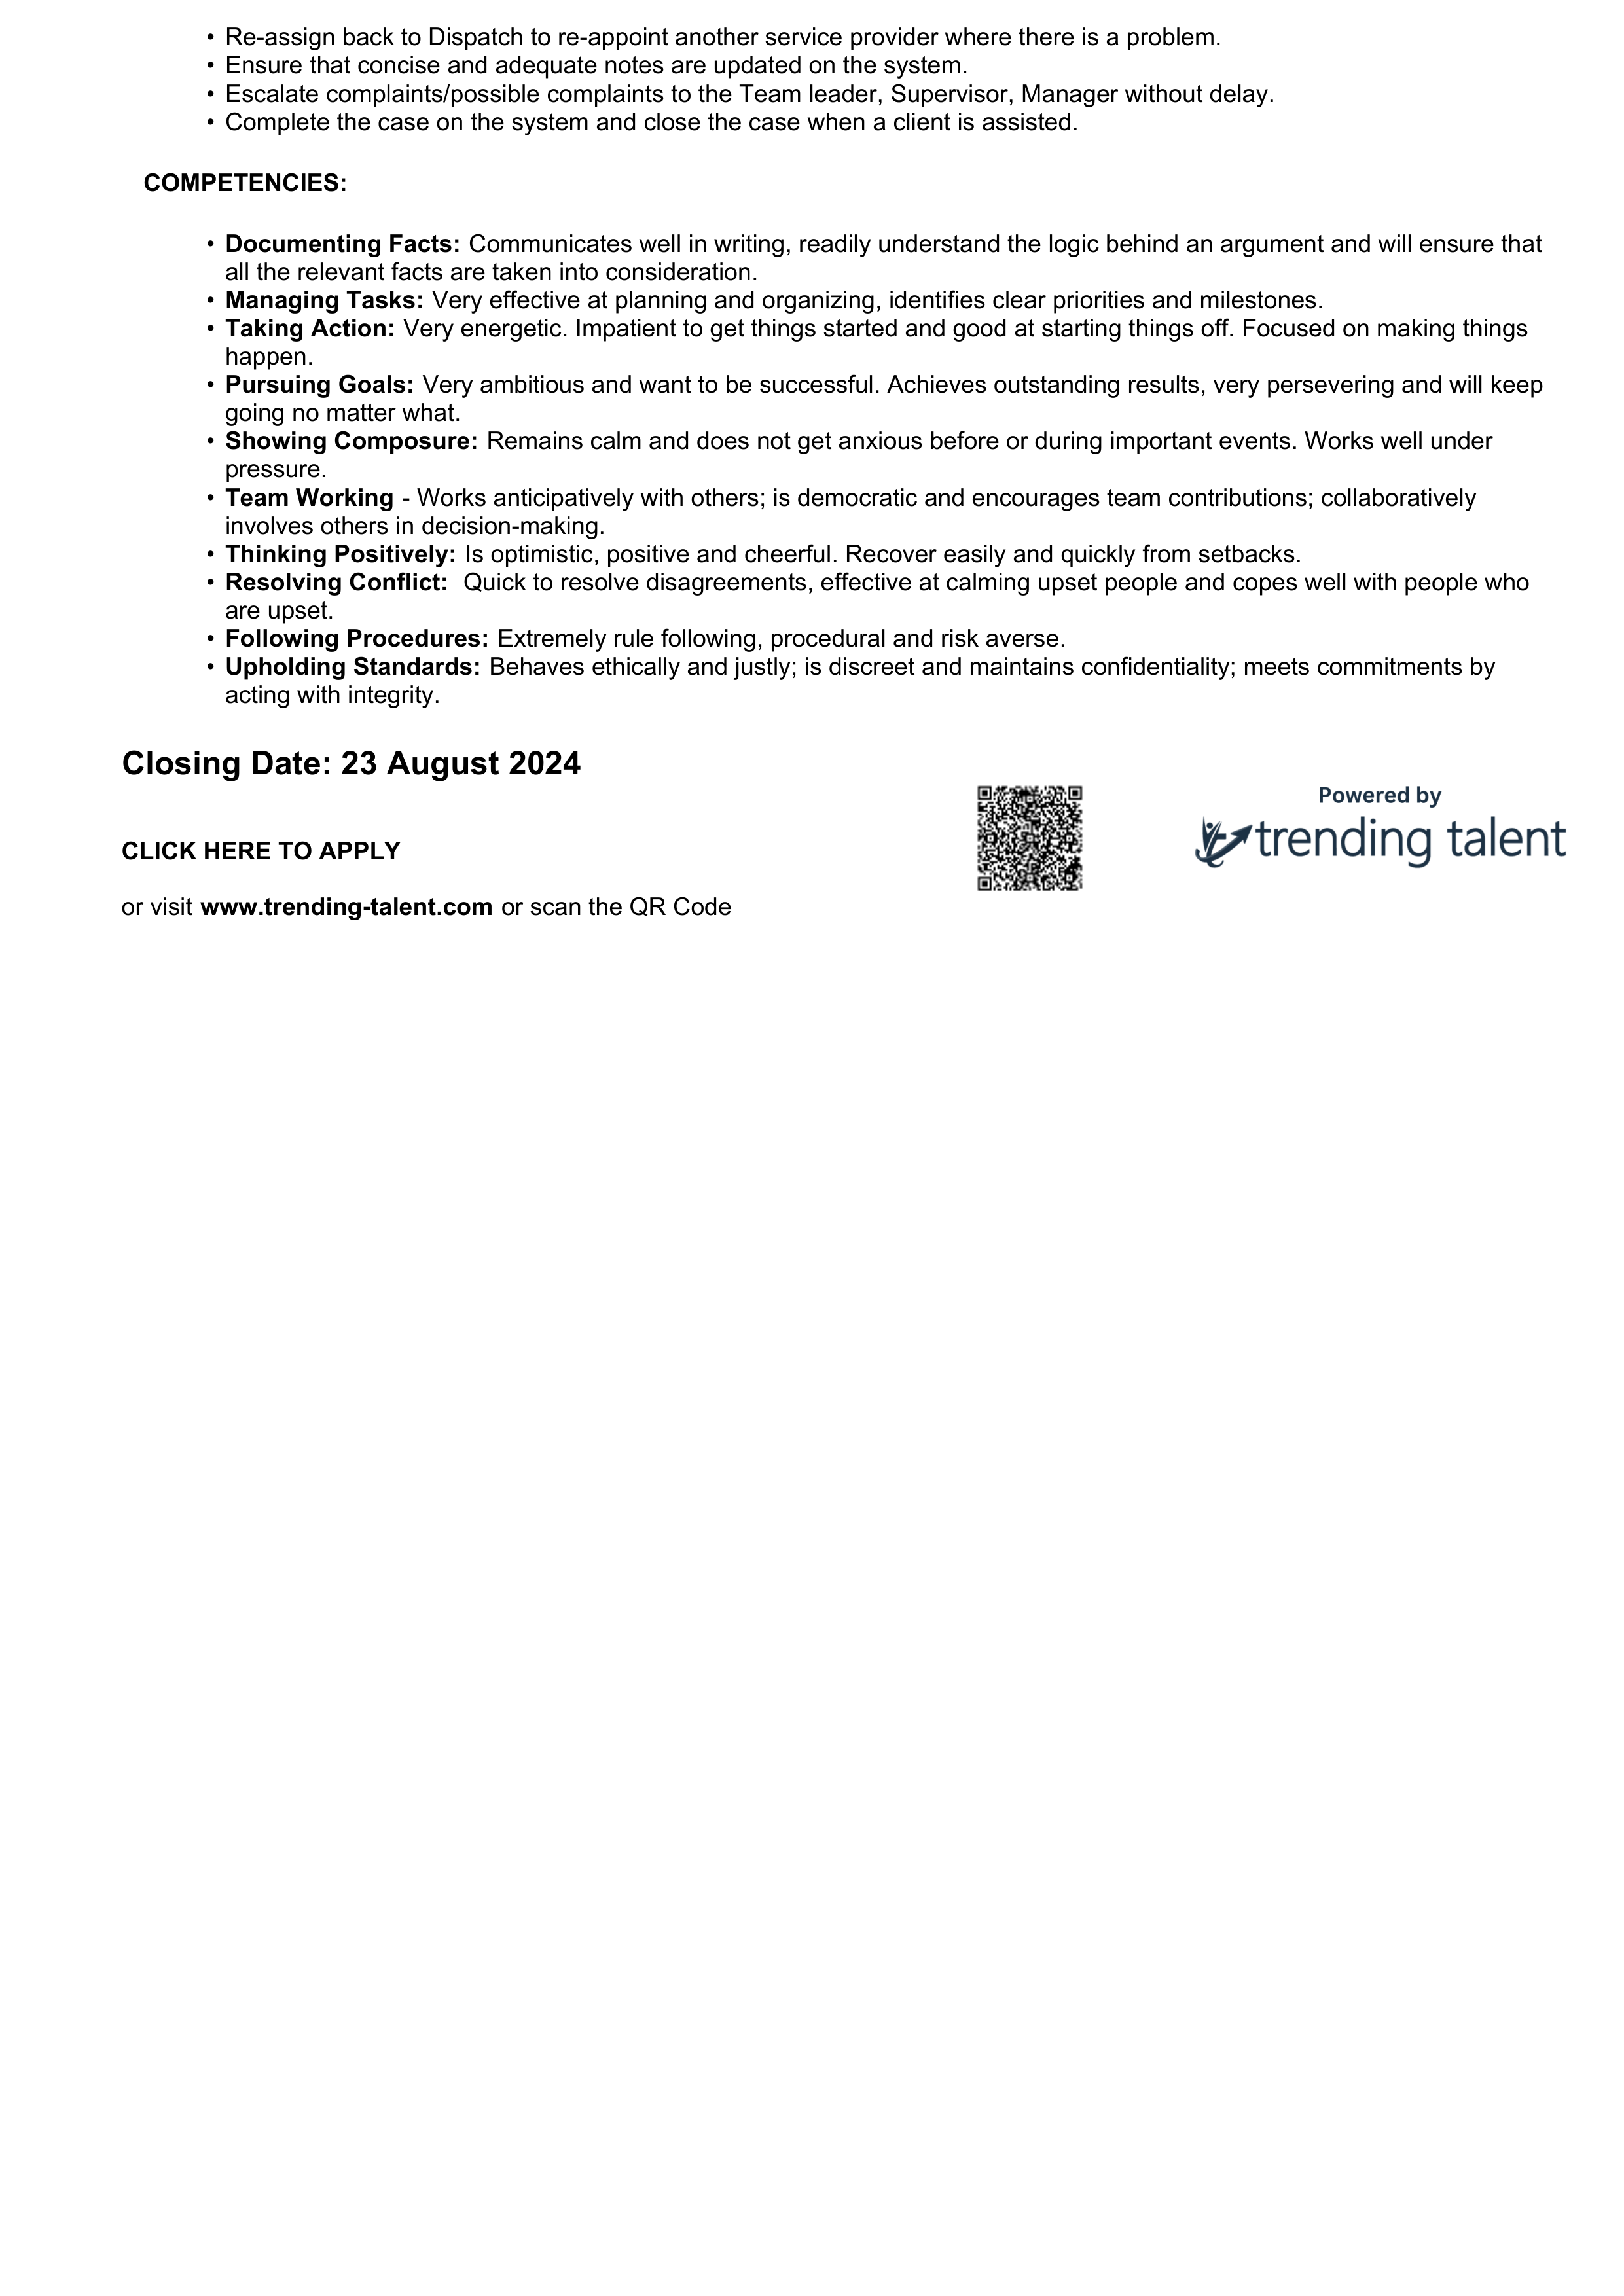 • Re-assign back to Dispatch to re-appoint another service provider where there is a problem.
• Ensure that concise and adequate notes are updated on the system.
• Escalate complaints/possible complaints to the Team leader, Supervisor, Manager without delay.
• Complete the case on the system and close the case when a client is assisted.
COMPETENCIES:
• Documenting Facts: Communicates well in writing, readily understand the logic behind an argument and will ensure that
all the relevant facts are taken into consideration.
• Managing Tasks: Very effective at planning and organizing, identifies clear priorities and milestones.
• Taking Action: Very energetic. Impatient to get things started and good at starting things off. Focused on making things
happen.
• Pursuing Goals: Very ambitious and want to be successful. Achieves outstanding results, very persevering and will keep
going no matter what.
• Showing Composure: Remains calm and does not get anxious before or during important events. Works well under
pressure.
• Team Working - Works anticipatively with others; is democratic and encourages team contributions; collaboratively
involves others in decision-making.
• Thinking Positively: Is optimistic, positive and cheerful. Recover easily and quickly from setbacks.
• Resolving Conflict:  Quick to resolve disagreements, effective at calming upset people and copes well with people who
are upset.
• Following Procedures: Extremely rule following, procedural and risk averse.
• Upholding Standards: Behaves ethically and justly; is discreet and maintains confidentiality; meets commitments by
acting with integrity.
Closing Date: 23 August 2024
CLICK HERE TO APPLY
or visit www.trending-talent.com or scan the QR Code
Powered by
trending talent